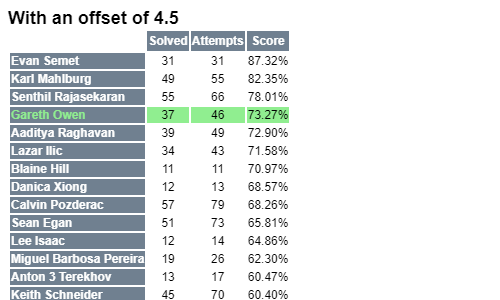 With an offset of 4.5
Solved Attempts Score
Evan Semet 31 31 87.32%
Karl Mahlburg 49 55 82.35%
Senthil Rajasekaran 55 66 78.01%
Gareth Owen 37 46 73.27%
Aaditya Raghavan 39 49 72.90%
Lazar Ilic 34 43 71.58%
Blaine Hill 11 11 70.97%
Danica Xiong 12 13 68.57%
Calvin Pozderac 57 79 68.26%
Sean Egan 51 73 65.81%
Lee Isaac 12 14 64.86%
Miguel Barbosa Pereira 19 26 62.30%
Anton 3 Terekhov 13 17 60.47%
Keith Schneider 45 70 60.40%